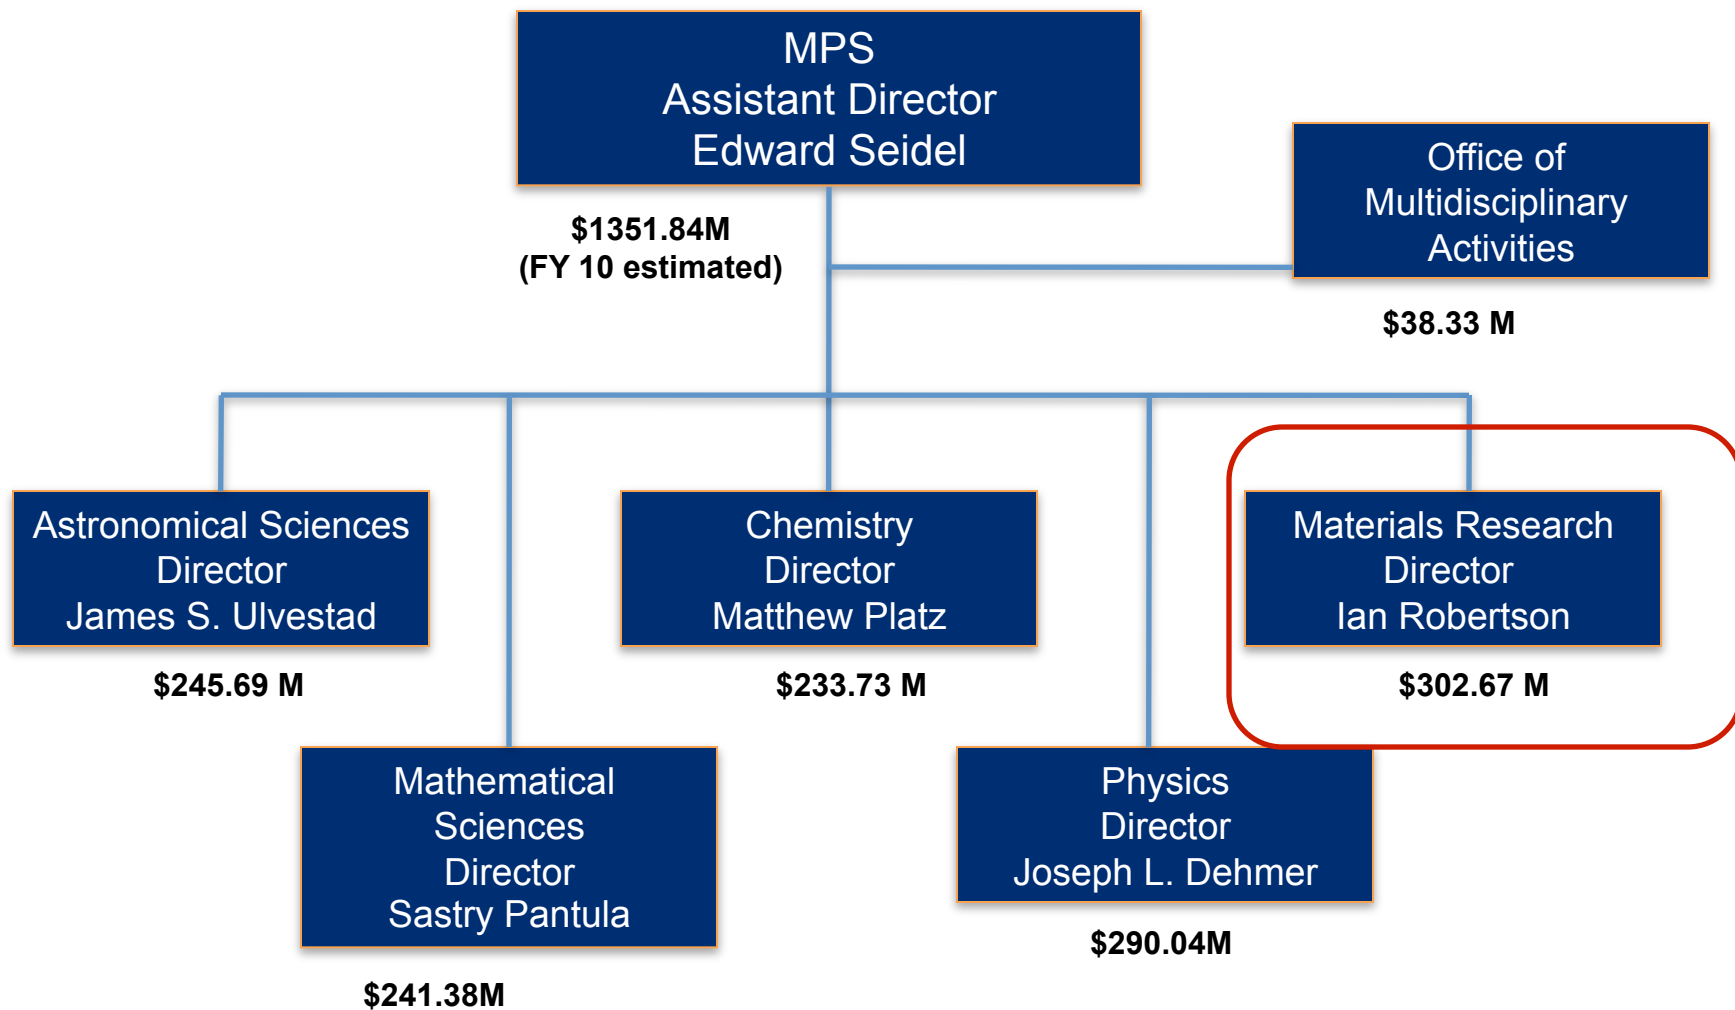 MPS
Assistant Director
Edward Seidel
$1351.84M
(FY 10 estimated)
Office of
Multidisciplinary
Activities
$38.33 M
Astronomical Sciences
Director
James S. Ulvestad
$245.69 M
Chemistry
Director
Matthew Platz
$233.73 M
Materials Research
Director
Ian Robertson
$302.67 M
Mathematical
Sciences
Director
Sastry Pantula
$241.38M
Physics
Director
Joseph L. Dehmer
$290.04M